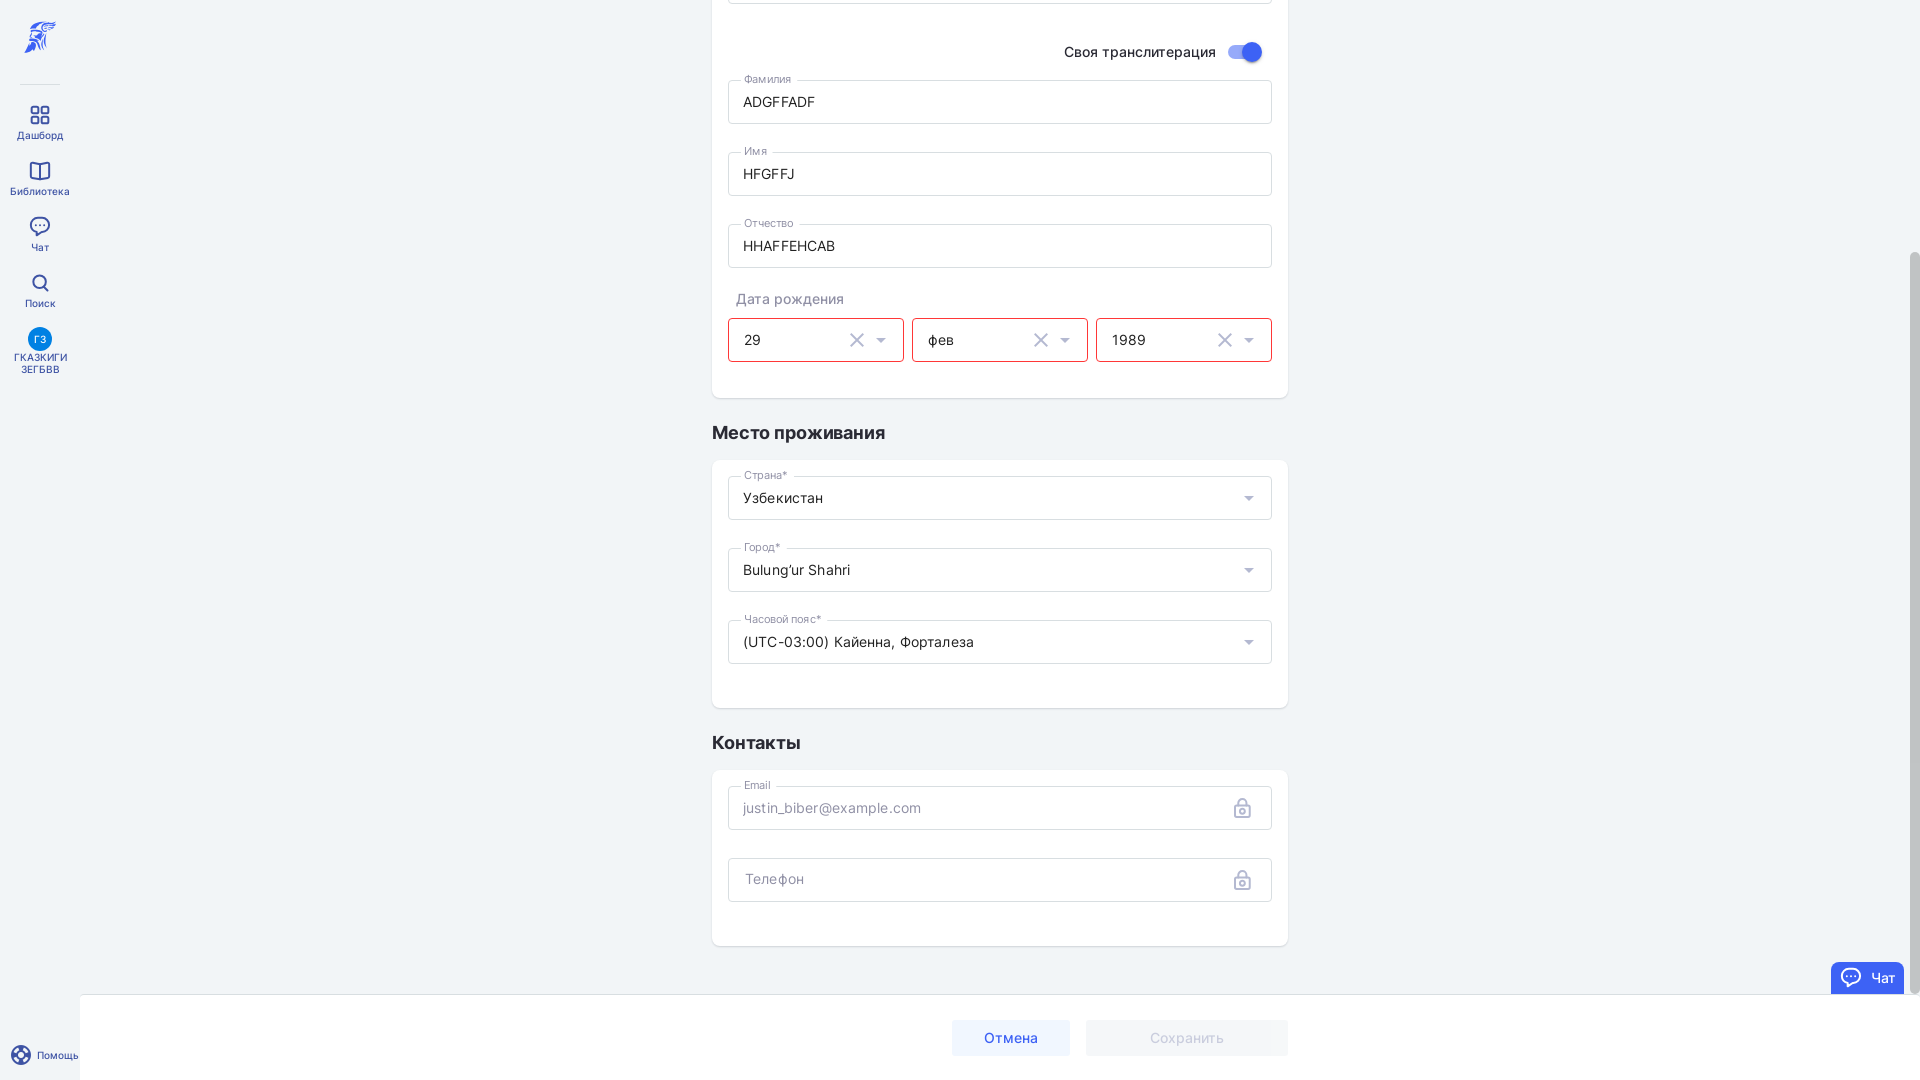 Дашборд
Библиотека
Чат
Поиск
ГЗ
ГКАЗКИГИ
ЗЕГБВВ
Помощь
Своя транслитерация
Фамилия
ADGFFADF
Имя
HFGFFJ
Отчество
HHAFFEHCAB
Дата рождения
29
фев
1989
Место проживания
Страна*
Узбекистан
Город*
Bulung’ur Shahri
Часовой пояс*
(UTC-03:00) Кайенна, Форталеза
Контакты
Email
justin_biber@example.com
Телефон
Чат
Отмена
Сохранить